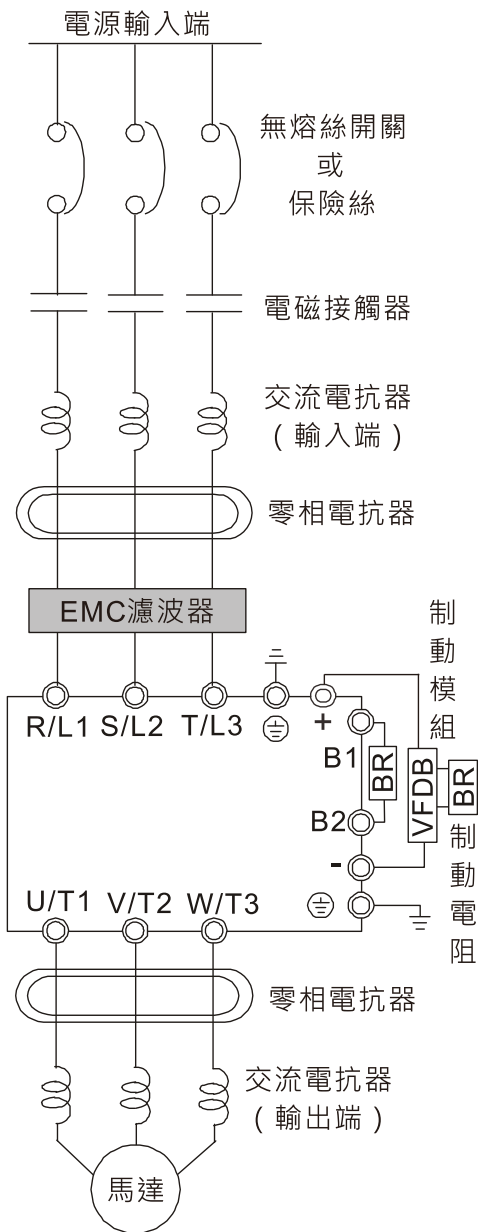 電源輸入端
無熔絲開關
或
保險絲
電磁接觸器
交流電抗器
（輸入端）
零相電抗器
EMC濾波器
制動模組
R/L1 S/L2 T/L3
+
B1
BR
VFDB
BR
B2
-
制動電阻
U/T1 V/T2 W/T3
零相電抗器
交流電抗器
（輸出端）
馬達